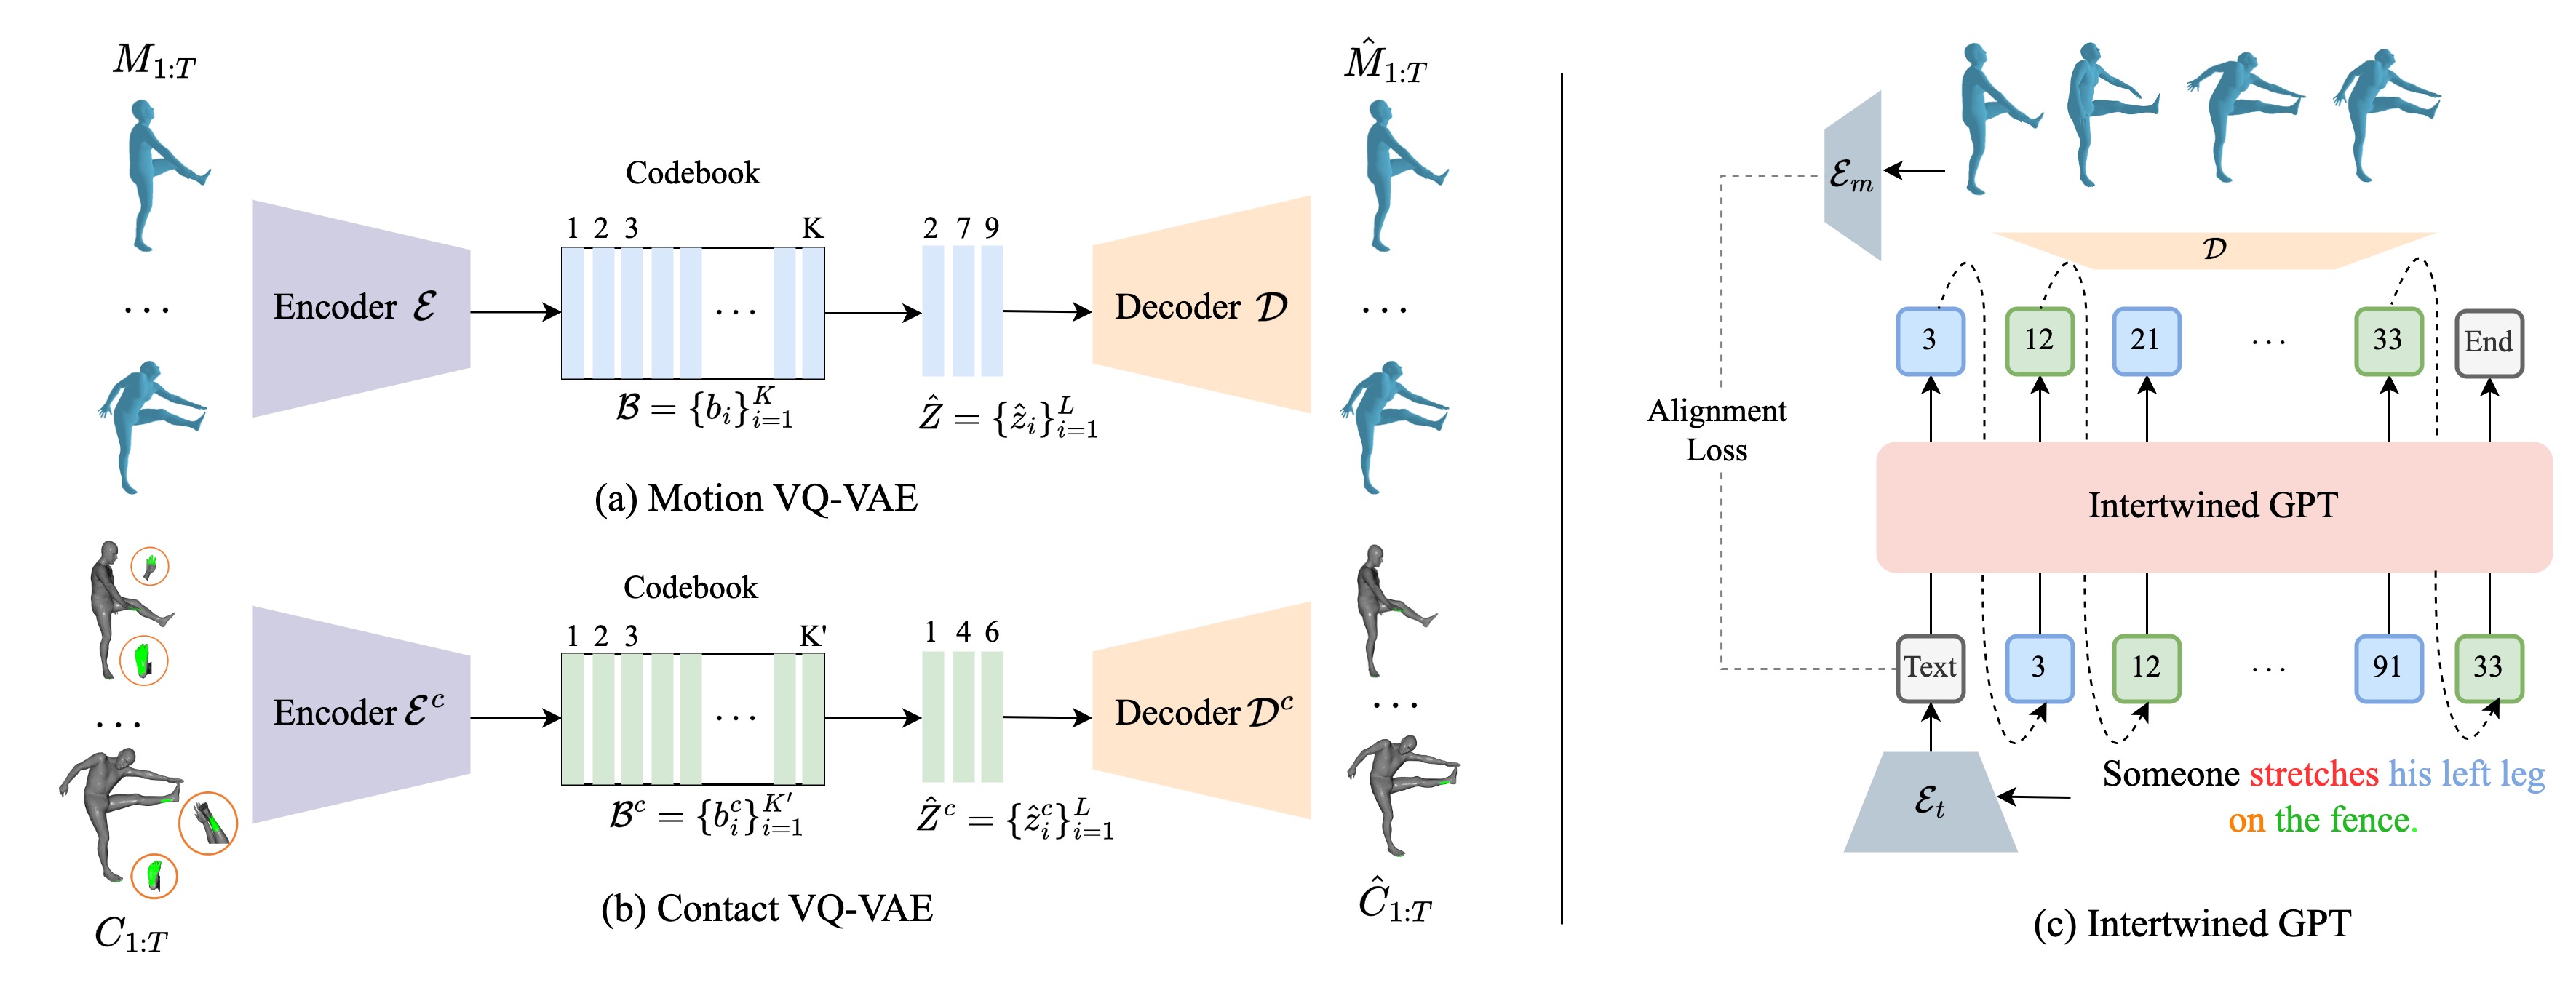 M_{1:T}
. . .
Encoder \mathcal{E}
Codebook
1 2 3 K
. . .
\mathcal{B} = \{b_i\}_{i=1}^{K}
2 7 9
\hat{Z} = \{\hat{z}_i\}_{i=1}^{L}
Decoder \mathcal{D}
\hat{M}_{1:T}
. . .
(a) Motion VQ-VAE
. . .
C_{1:T}
Encoder \mathcal{E}^c
Codebook
1 2 3 K'
. . .
\mathcal{B}^c = \{b_i^c\}_{i=1}^{K'}
1 4 6
\hat{Z}^c = \{\hat{z}_i^c\}_{i=1}^{L}
Decoder \mathcal{D}^c
. . .
\hat{C}_{1:T}
(b) Contact VQ-VAE
\mathcal{E}_m
\mathcal{D}
3 12 21 . . . 33 End
Alignment
Loss
Intertwined GPT
Text 3 12 . . . 91 33
\mathcal{E}_t
Someone stretches his left leg
on the fence.
(c) Intertwined GPT